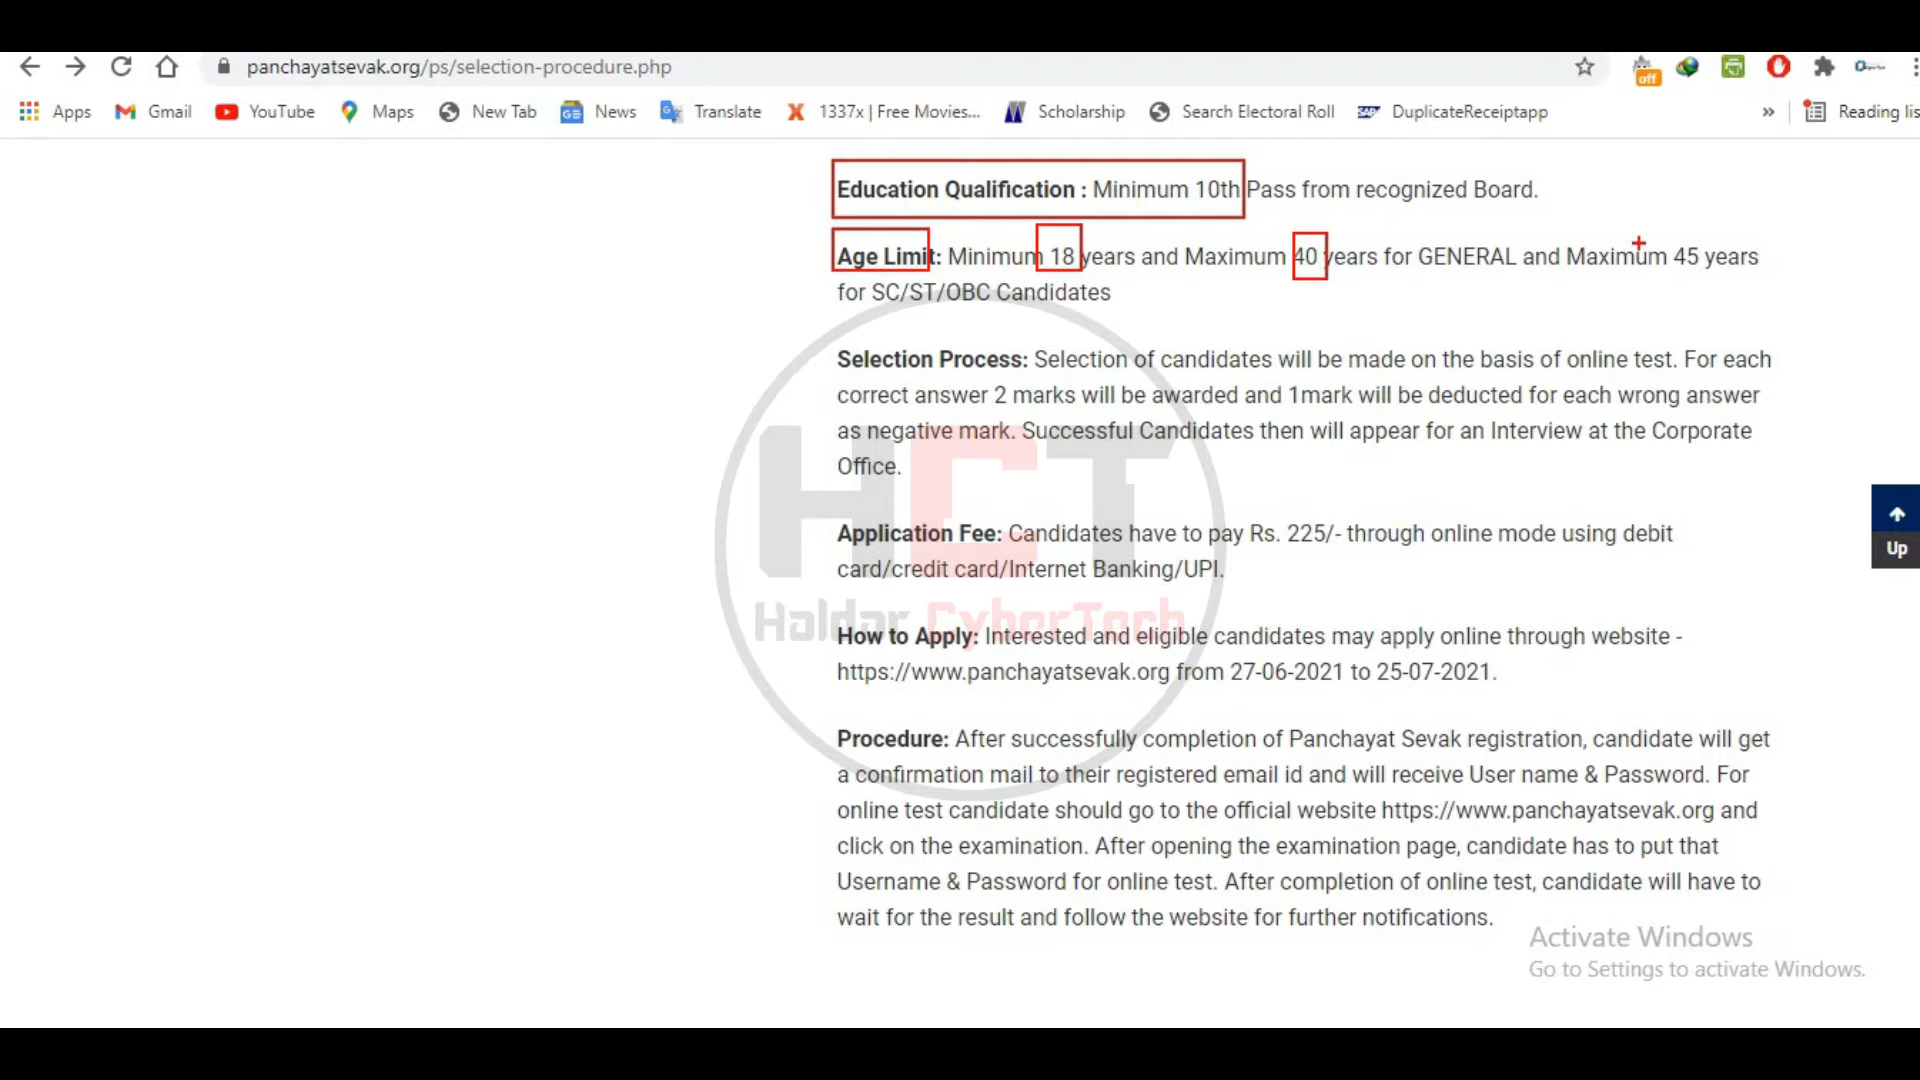 panchayatsevak.org/ps/selection-procedure.php
off
Apps Gmail YouTube Maps New Tab GE News Translate 1337x | Free Movies... Scholarship Search Electoral Roll SAP DuplicateReceiptapp » Reading lis
Education Qualification : Minimum 10th Pass from recognized Board.
Age Limit: Minimum 18 years and Maximum 40 years for GENERAL and Maximum 45 years
for SC/ST/OBC Candidates
Selection Process: Selection of candidates will be made on the basis of online test. For each
correct answer 2 marks will be awarded and 1mark will be deducted for each wrong answer
as negative mark. Successful Candidates then will appear for an Interview at the Corporate
Office.
HCT
Up
Application Fee: Candidates have to pay Rs. 225/- through online mode using debit
card/credit card/Internet Banking/UPI.
Haldar CyberTech
How to Apply: Interested and eligible candidates may apply online through website -
https://www.panchayatsevak.org from 27-06-2021 to 25-07-2021.
Procedure: After successfully completion of Panchayat Sevak registration, candidate will get
a confirmation mail to their registered email id and will receive User name & Password. For
online test candidate should go to the official website https://www.panchayatsevak.org and
click on the examination. After opening the examination page, candidate has to put that
Username & Password for online test. After completion of online test, candidate will have to
wait for the result and follow the website for further notifications.
Activate Windows
Go to Settings to activate Windows.